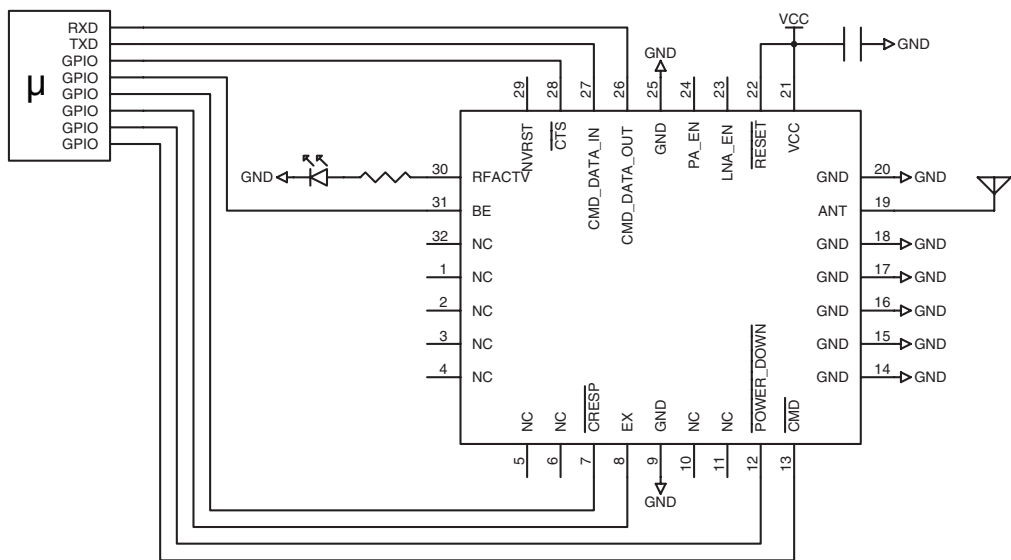 RXD
TXD
GPIO
GPIO
GPIO
GPIO
GPIO
GPIO
μ
VCC
GND
GND
29
28
27
26
25
24
23
22
21
NVRST
CTS
CMD_DATA_IN
CMD_DATA_OUT
GND
PA_EN
LNA_EN
RESET
VCC
GND
30
RFACTV
31
BE
32
NC
1
NC
2
NC
3
NC
4
NC
GND
20
GND
ANT
19
GND
18
GND
GND
17
GND
GND
16
GND
GND
15
GND
GND
14
GND
NC
NC
CRESP
EX
GND
NC
NC
POWER_DOWN
CMD
5
6
7
8
9
10
11
12
13
GND